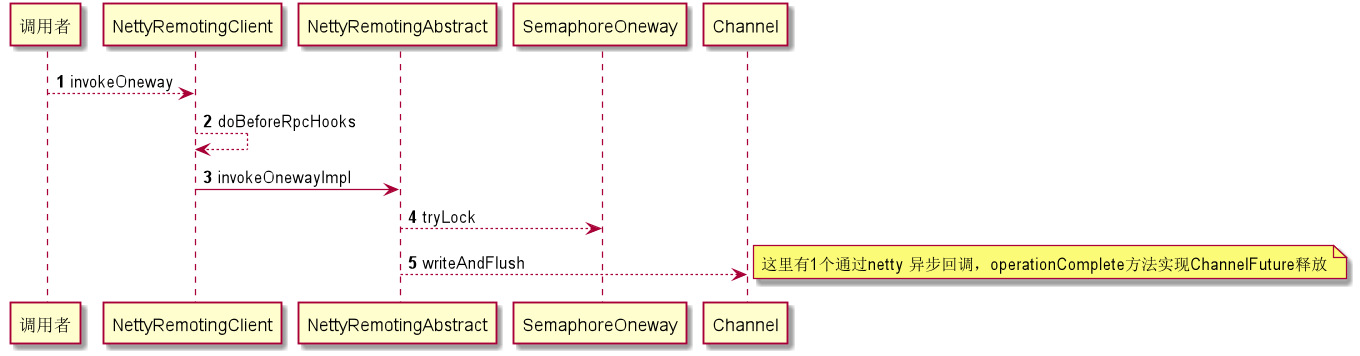 调用者 NettyRemotingClient NettyRemotingAbstract SemaphoreOneway Channel
1 invokeOneway
2 doBeforeRpcHooks
3 invokeOnewayImpl
4 tryLock
5 writeAndFlush
这里有1个通过netty 异步回调，operationComplete方法实现ChannelFuture释放
调用者 NettyRemotingClient NettyRemotingAbstract SemaphoreOneway Channel